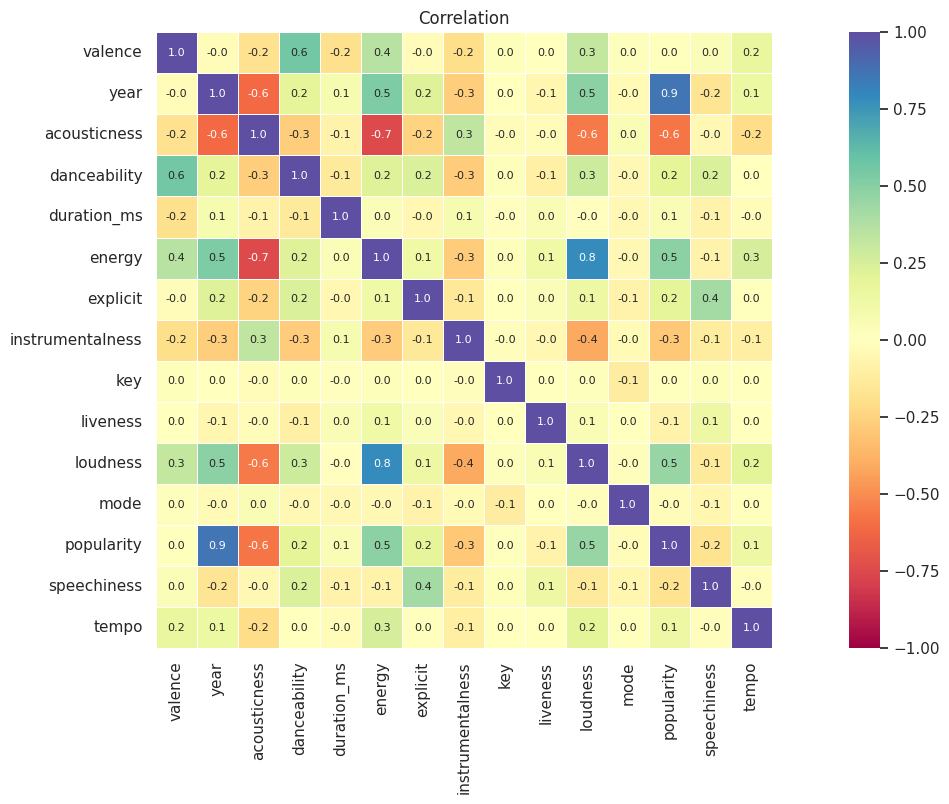 Correlation
valence 1.0 -0.0 -0.2 0.6 -0.2 0.4 -0.0 -0.2 0.0 0.0 0.3 0.0 0.0 0.0 0.2
year -0.0 1.0 -0.6 0.2 0.1 0.5 0.2 -0.3 0.0 -0.1 0.5 -0.0 0.9 -0.2 0.1
acousticness -0.2 -0.6 1.0 -0.3 -0.1 -0.7 -0.2 0.3 -0.0 -0.0 -0.6 0.0 -0.6 -0.0 -0.2
danceability 0.6 0.2 -0.3 1.0 -0.1 0.2 0.2 -0.3 0.0 -0.1 0.3 -0.0 0.2 0.2 0.0
duration_ms -0.2 0.1 -0.1 -0.1 1.0 0.0 -0.0 0.1 -0.0 0.0 -0.0 -0.0 0.1 -0.1 -0.0
energy 0.4 0.5 -0.7 0.2 0.0 1.0 0.1 -0.3 0.0 0.1 0.8 -0.0 0.5 -0.1 0.3
explicit -0.0 0.2 -0.2 0.2 -0.0 0.1 1.0 -0.1 0.0 0.0 0.1 -0.1 0.2 0.4 0.0
instrumentalness -0.2 -0.3 0.3 -0.3 0.1 -0.3 -0.1 1.0 -0.0 -0.0 -0.4 -0.0 -0.3 -0.1 -0.1
key 0.0 0.0 -0.0 0.0 -0.0 0.0 0.0 -0.0 1.0 0.0 0.0 -0.1 0.0 0.0 0.0
liveness 0.0 -0.1 -0.0 -0.1 0.0 0.1 0.0 -0.0 0.0 1.0 0.1 0.0 -0.1 0.1 0.0
loudness 0.3 0.5 -0.6 0.3 -0.0 0.8 0.1 -0.4 0.0 0.1 1.0 -0.0 0.5 -0.1 0.2
mode 0.0 -0.0 0.0 -0.0 -0.0 -0.0 -0.1 -0.0 -0.1 0.0 -0.0 1.0 -0.0 -0.1 0.0
popularity 0.0 0.9 -0.6 0.2 0.1 0.5 0.2 -0.3 0.0 -0.1 0.5 -0.0 1.0 -0.2 0.1
speechiness 0.0 -0.2 -0.0 0.2 -0.1 -0.1 0.4 -0.1 0.0 0.1 -0.1 -0.1 -0.2 1.0 -0.0
tempo 0.2 0.1 -0.2 0.0 -0.0 0.3 0.0 -0.1 0.0 0.0 0.2 0.0 0.1 -0.0 1.0
valence
year
acousticness
danceability
duration_ms
energy
explicit
instrumentalness
key
liveness
loudness
mode
popularity
speechiness
tempo
1.00
0.75
0.50
0.25
0.00
−0.25
−0.50
−0.75
−1.00